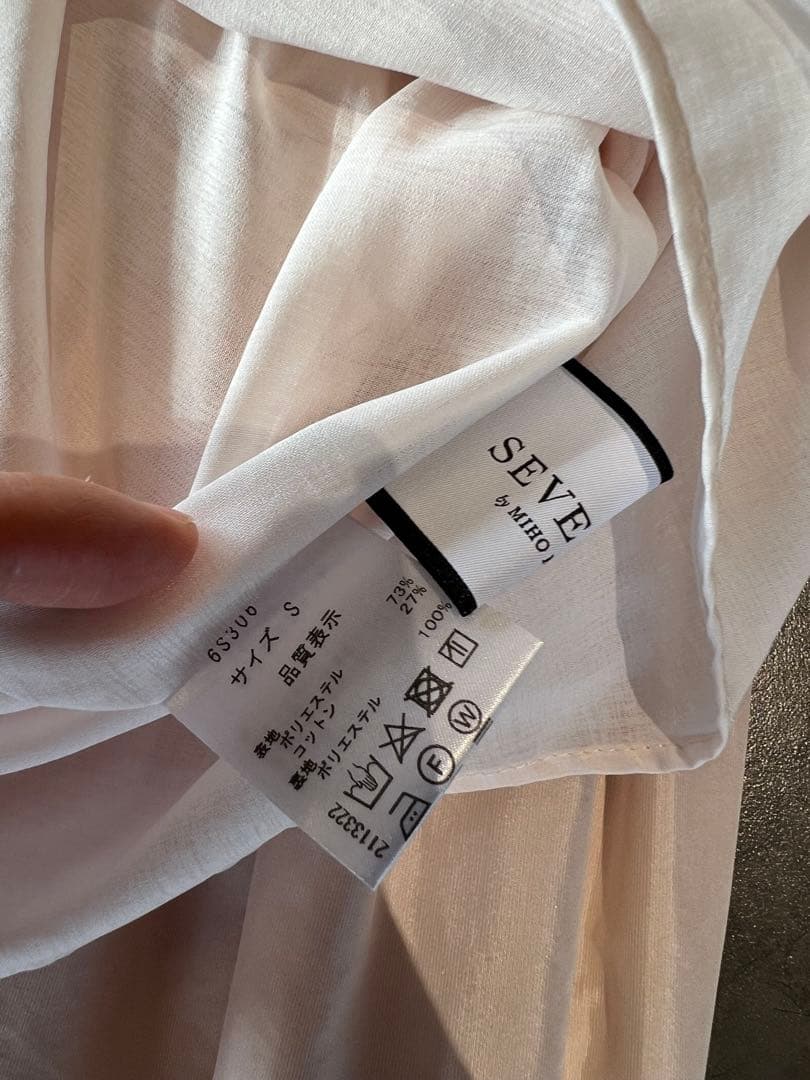 SEVE
by MIHO
サイズ S
品質表示
表地 ポリエステル 73%
コットン 27%
裏地 ポリエステル 100%
F W
2113322